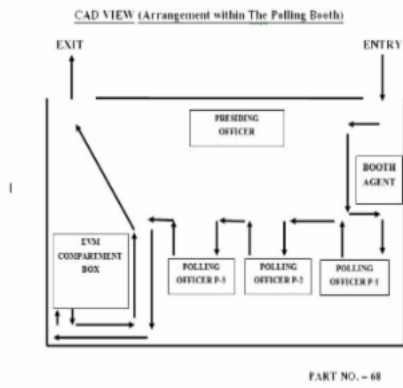 CAD VIEW (Arrangement within The Polling Booth)
EXIT
ENTRY
PRESIDING
OFFICER
BOOTH
AGENT
EVM
COMPARTMENT
BOX
POLLING
OFFICER P-3
POLLING
OFFICER P-2
POLLING
OFFICER P-1
PART NO. – 68